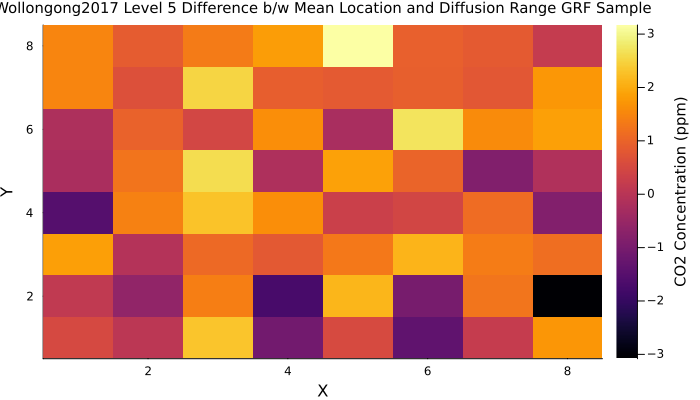 Wollongong2017 Level 5 Difference b/w Mean Location and Diffusion Range GRF Sample
8
6
4
2
Y
2 4 6 8
X
3
2
1
0
−1
−2
−3
CO2 Concentration (ppm)